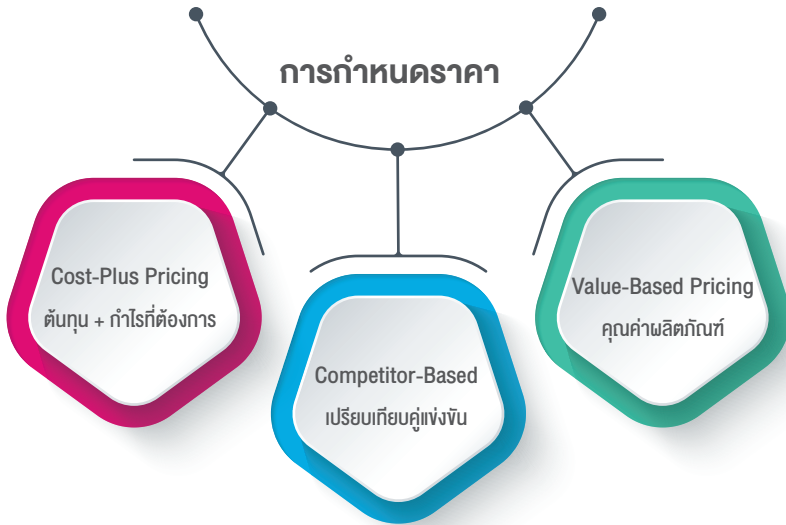 การกำหนดราคา
Cost-Plus Pricing
ต้นทุน + กำไรที่ต้องการ
Competitor-Based
เปรียบเทียบคู่แข่งขัน
Value-Based Pricing
คุณค่าผลิตภัณฑ์